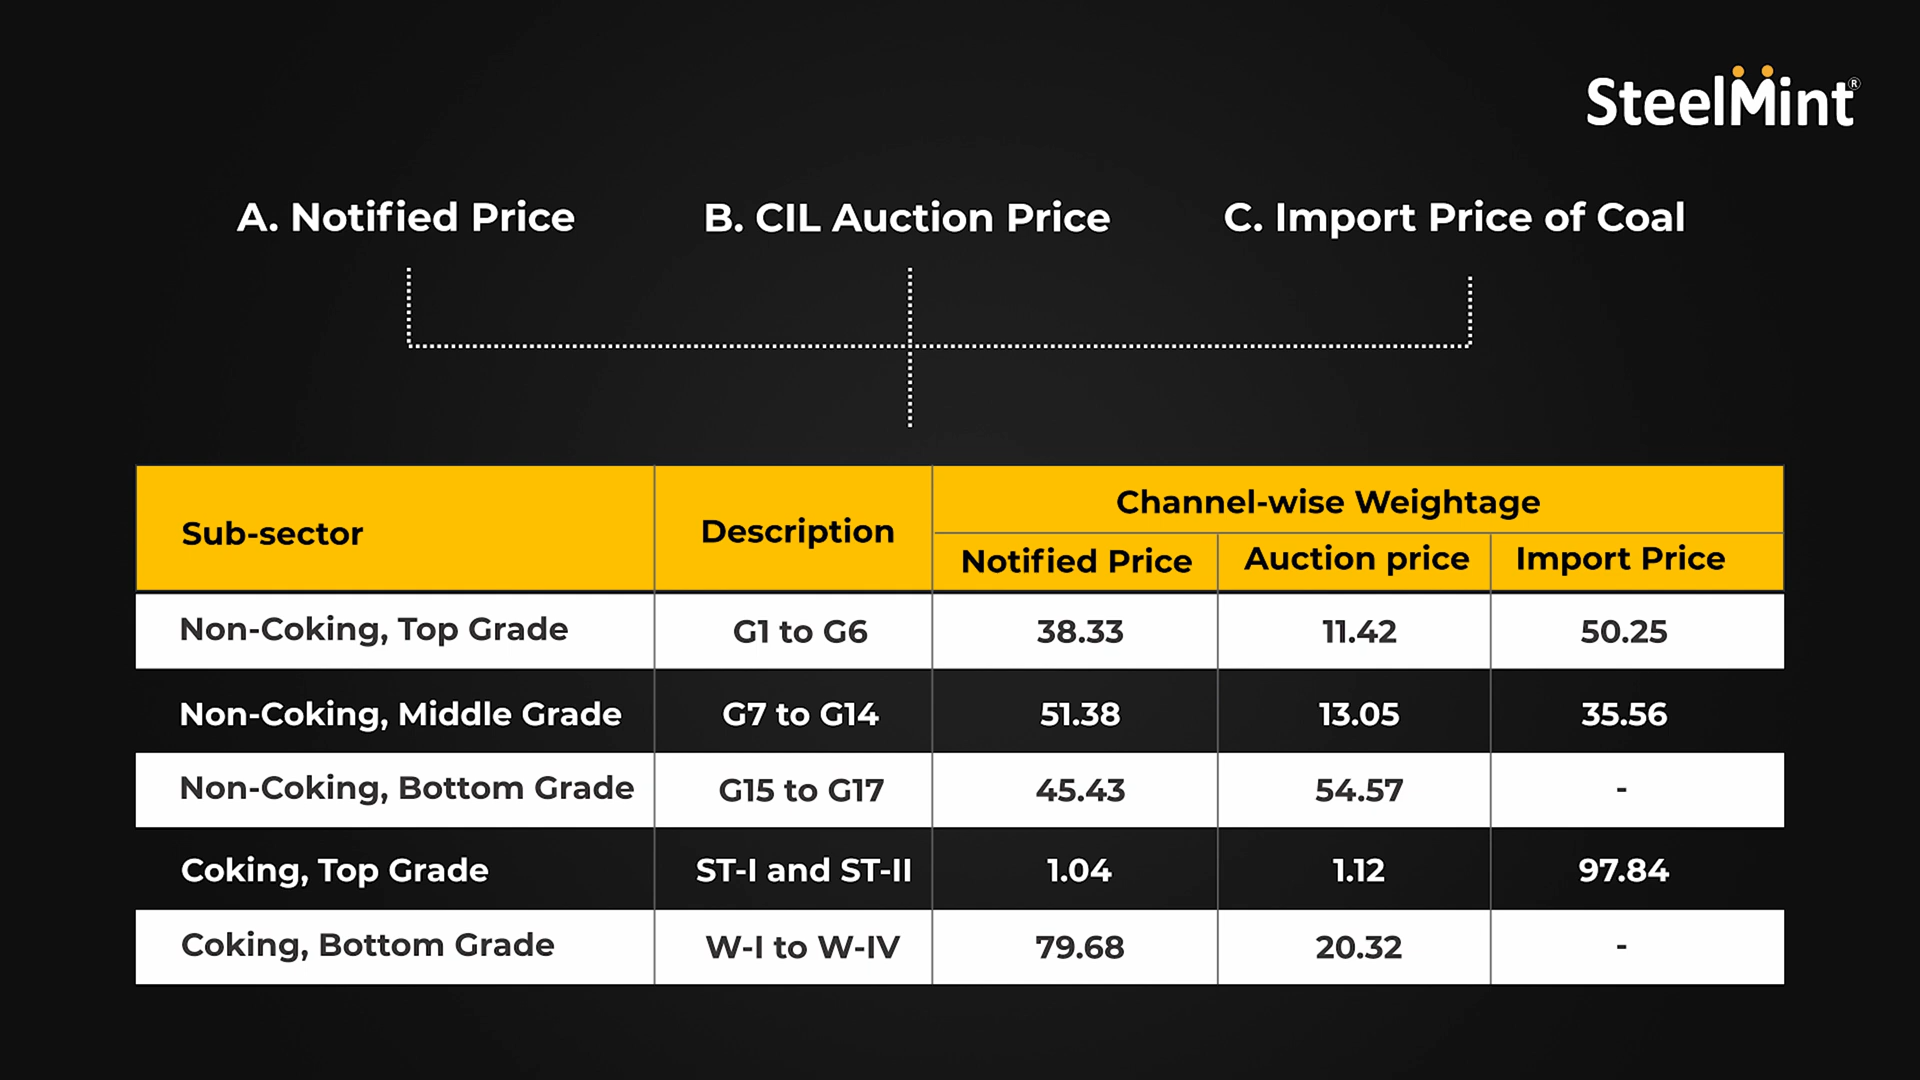 SteelMint®
A. Notified Price B. CIL Auction Price C. Import Price of Coal
Sub-sector Description Channel-wise Weightage
Notified Price Auction price Import Price
Non-Coking, Top Grade G1 to G6 38.33 11.42 50.25
Non-Coking, Middle Grade G7 to G14 51.38 13.05 35.56
Non-Coking, Bottom Grade G15 to G17 45.43 54.57 -
Coking, Top Grade ST-I and ST-II 1.04 1.12 97.84
Coking, Bottom Grade W-I to W-IV 79.68 20.32 -